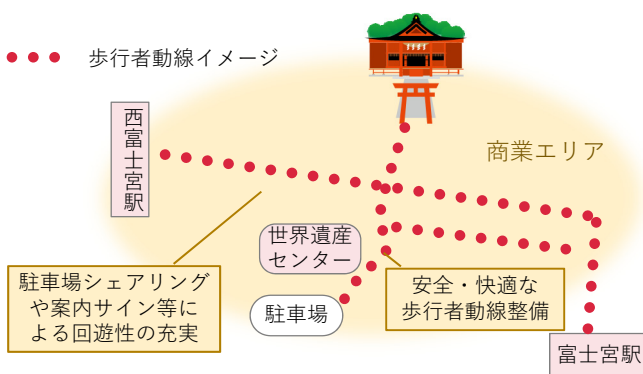 歩行者動線イメージ
西富士宮駅
商業エリア
世界遺産
センター
駐車場シェアリング
や案内サイン等に
よる回遊性の充実
駐車場
安全・快適な
歩行者動線整備
富士宮駅